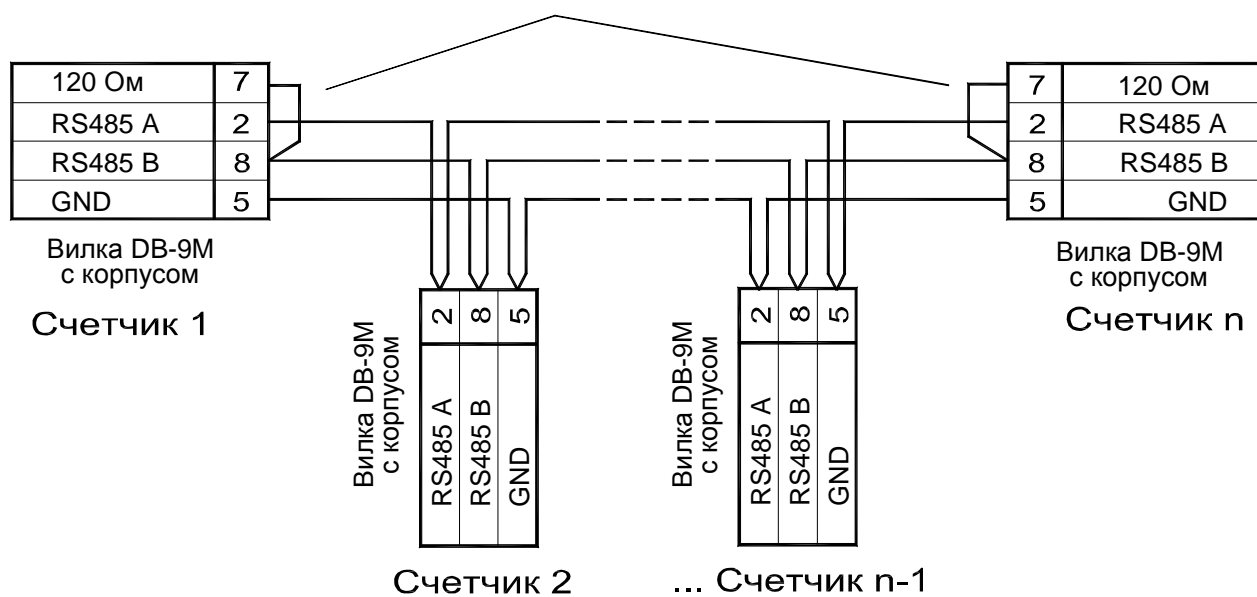 120 Ом 7
RS485 A 2
RS485 B 8
GND 5
Вилка DB-9M
с корпусом
Счетчик 1
7 120 Ом
2 RS485 A
8 RS485 B
5 GND
Вилка DB-9M
с корпусом
Счетчик n
Вилка DB-9M
с корпусом
2 8 5
RS485 A
RS485 B
GND
Счетчик 2
Вилка DB-9M
с корпусом
2 8 5
RS485 A
RS485 B
GND
... Счетчик n-1